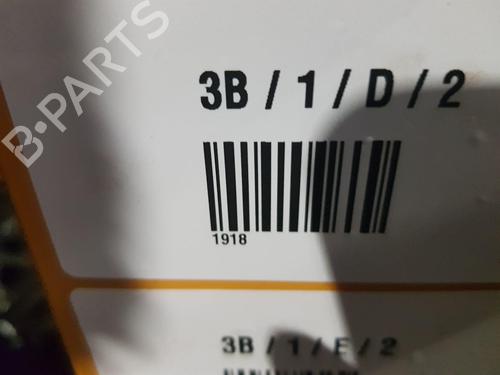 B-PARTS
3B / 1 / D / 2
1918
3B / 1 / E / 2